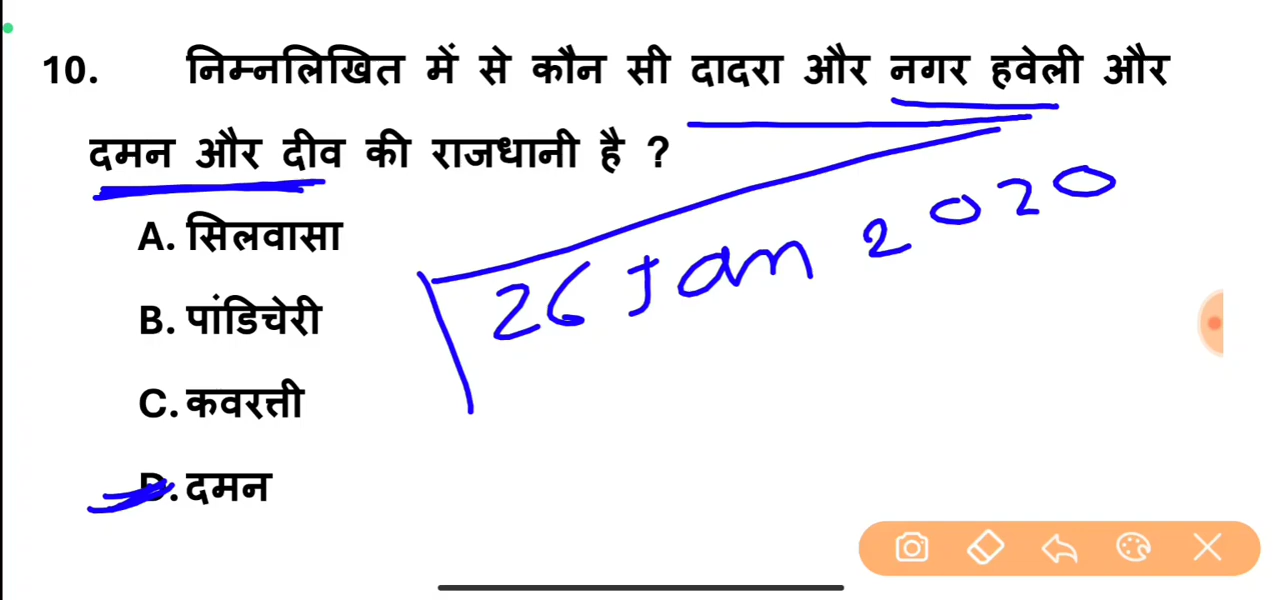 10. निम्नलिखित में से कौन सी दादरा और नगर हवेली और
दमन और दीव की राजधानी है ?
A. सिलवासा
B. पांडिचेरी
C. कवरत्ती
D. दमन
26 Jan 2020